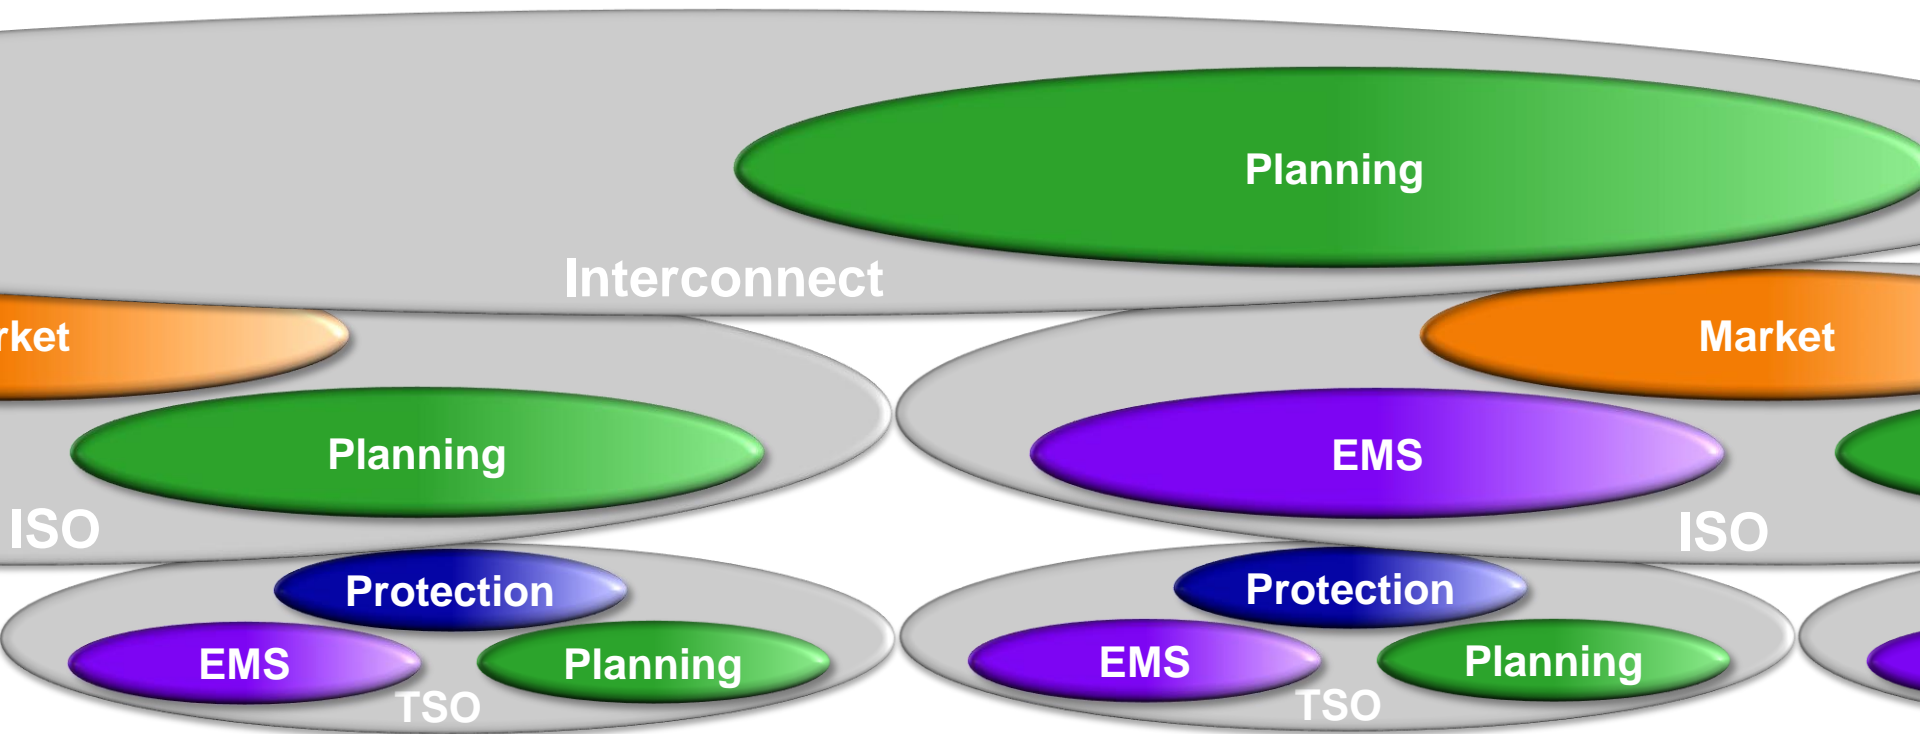 Planning
Interconnect
rket
Market
Planning
EMS
ISO
ISO
Protection
Protection
EMS
Planning
EMS
Planning
TSO
TSO